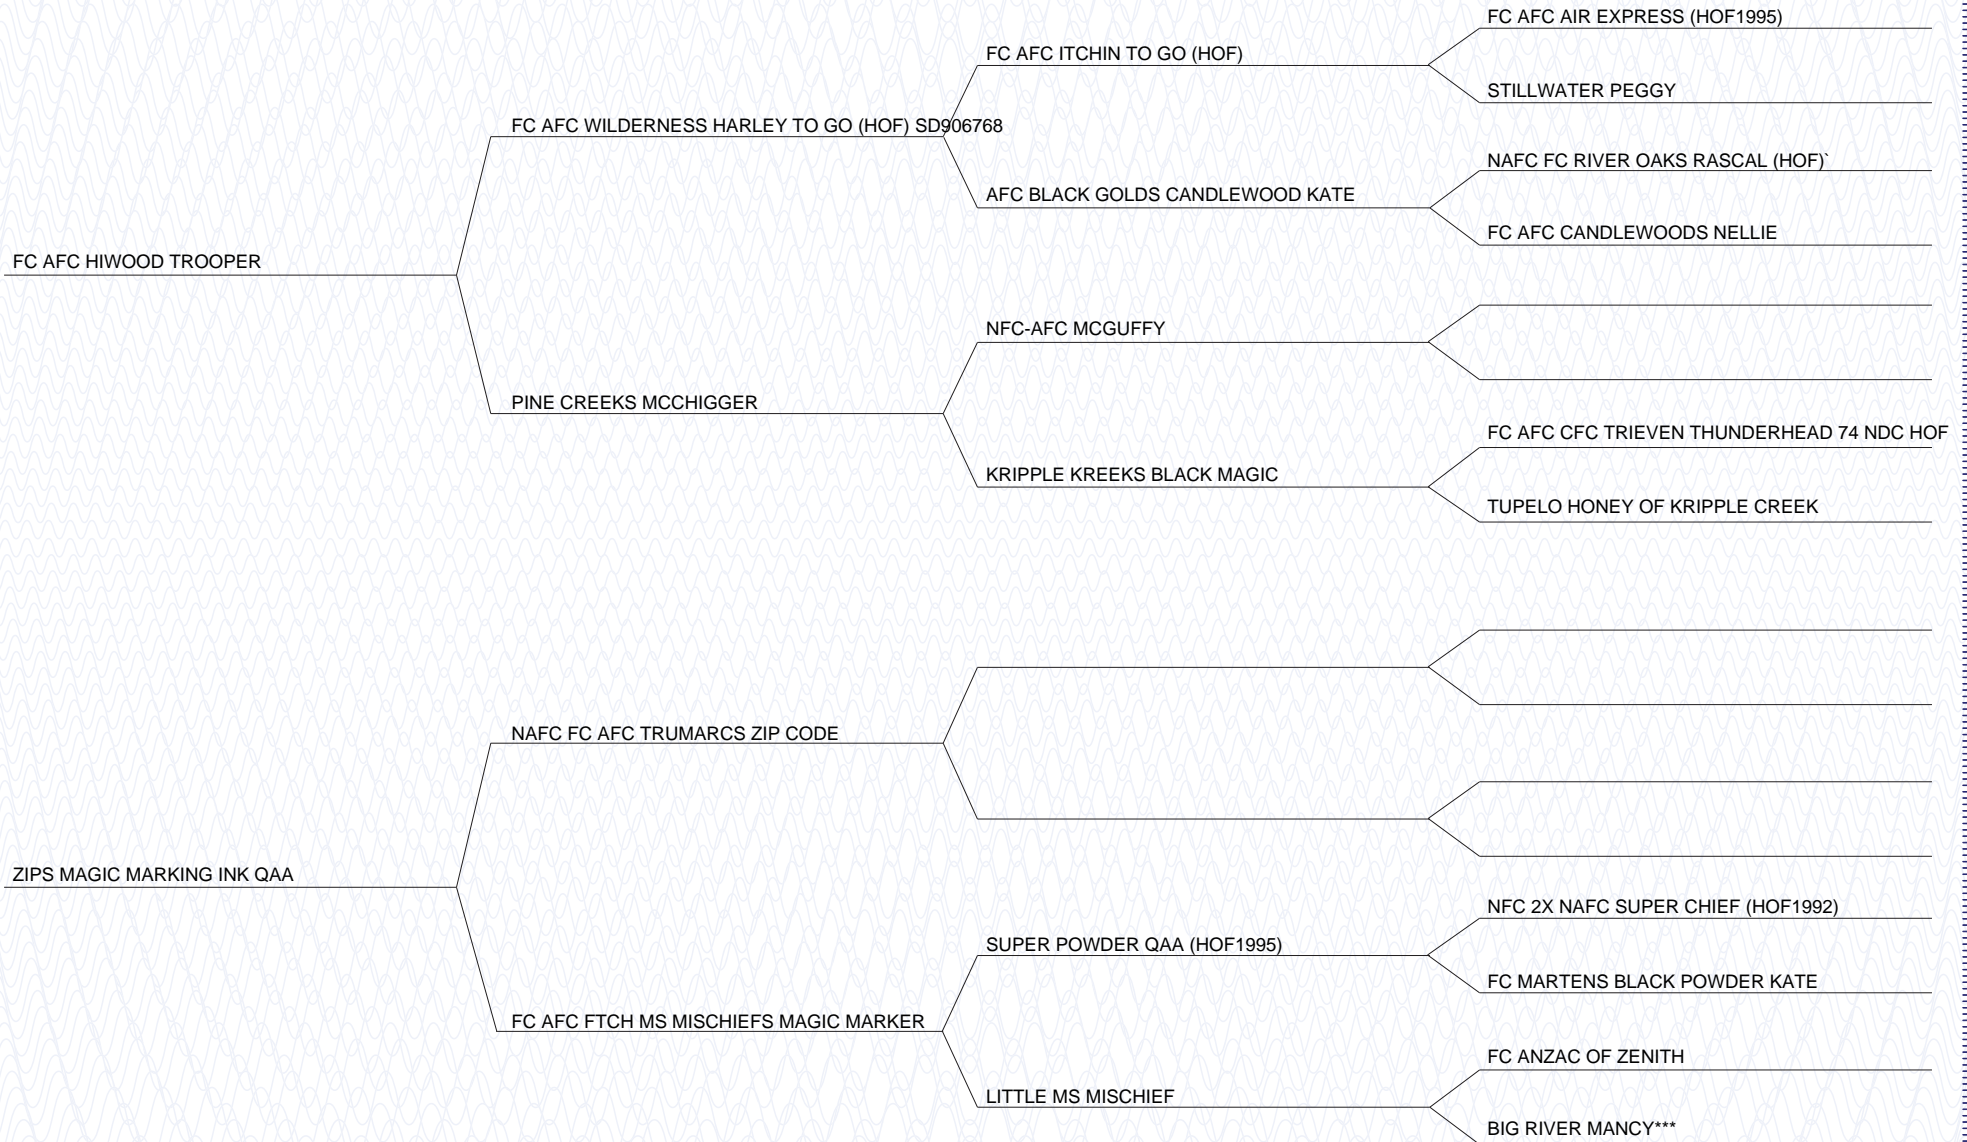 FC AFC AIR EXPRESS (HOF1995)
FC AFC ITCHIN TO GO (HOF)
STILLWATER PEGGY
FC AFC WILDERNESS HARLEY TO GO (HOF) SD906768
NAFC FC RIVER OAKS RASCAL (HOF)`
AFC BLACK GOLDS CANDLEWOOD KATE
FC AFC CANDLEWOODS NELLIE
FC AFC HIWOOD TROOPER
NFC-AFC MCGUFFY
PINE CREEKS MCCHIGGER
FC AFC CFC TRIEVEN THUNDERHEAD 74 NDC HOF
KRIPPLE KREEKS BLACK MAGIC
TUPELO HONEY OF KRIPPLE CREEK
NAFC FC AFC TRUMARCS ZIP CODE
ZIPS MAGIC MARKING INK QAA
NFC 2X NAFC SUPER CHIEF (HOF1992)
SUPER POWDER QAA (HOF1995)
FC MARTENS BLACK POWDER KATE
FC AFC FTCH MS MISCHIEFS MAGIC MARKER
FC ANZAC OF ZENITH
LITTLE MS MISCHIEF
BIG RIVER MANCY***